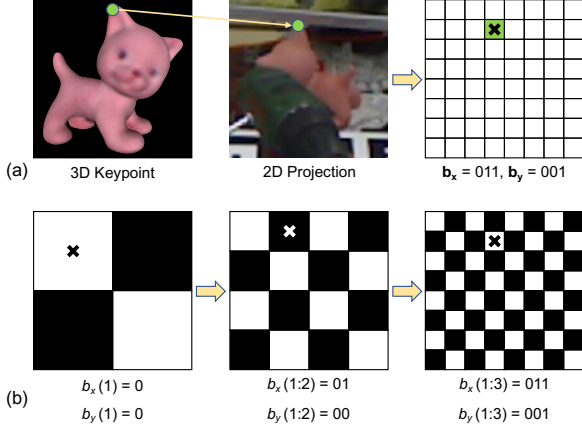 (a)
3D Keypoint
2D Projection
b_x = 011, b_y = 001
(b)
b_x(1) = 0
b_x(1:2) = 01
b_x(1:3) = 011
b_y(1) = 0
b_y(1:2) = 00
b_y(1:3) = 001